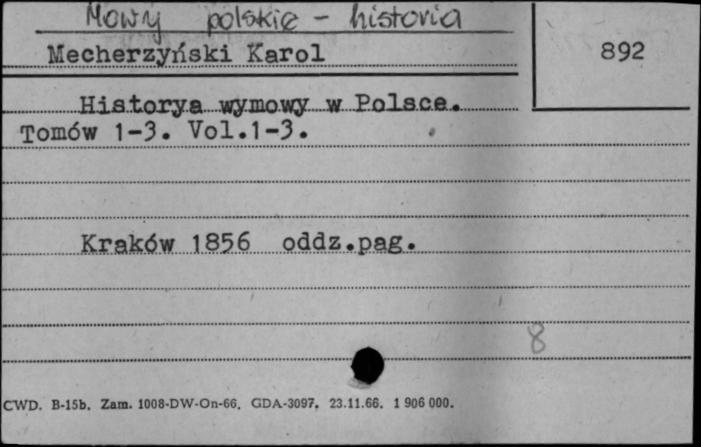 Mowy polskie - historia
Mecherzyński Karol
892
Historya wymowy w Polsce.
Tomów 1-3. Vol.1-3.
Kraków 1856 oddz.pag.
8
CWD. B-15b. Zam. 1008-DW-On-66. GDA-3097. 23.11.66. 1 906 000.